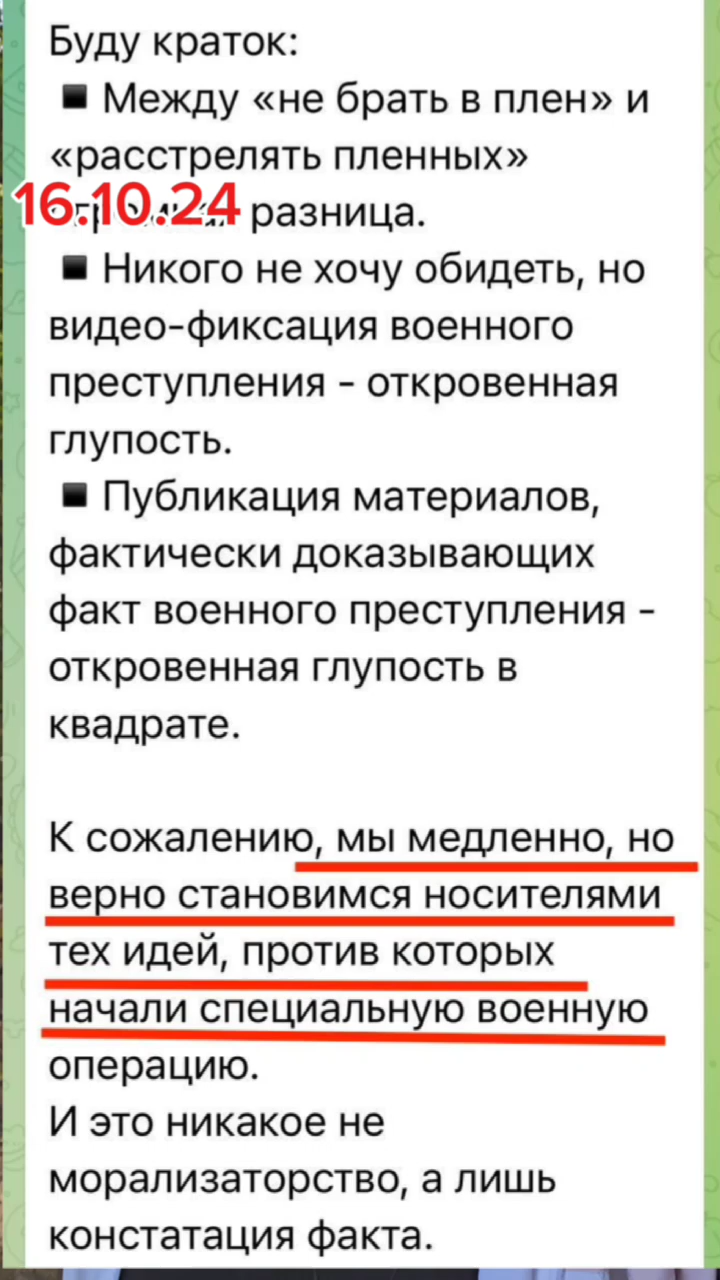 Буду краток:
▪️ Между «не брать в плен» и
«расстрелять пленных»
16.10.24 разница.
▪️ Никого не хочу обидеть, но
видео-фиксация военного
преступления - откровенная
глупость.
▪️ Публикация материалов,
фактически доказывающих
факт военного преступления -
откровенная глупость в
квадрате.
К сожалению, мы медленно, но
верно становимся носителями
тех идей, против которых
начали специальную военную
операцию.
И это никакое не
морализаторство, а лишь
констатация факта.